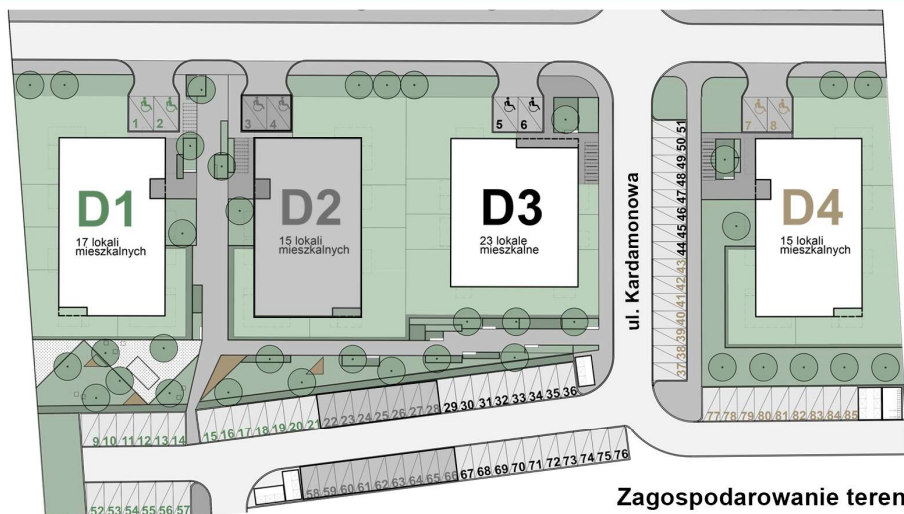 1 2
3 4
5 6
7 8
D1
17 lokali
mieszkalnych
D2
15 lokali
mieszkalnych
D3
23 lokale
mieszkalne
D4
15 lokali
mieszkalnych
ul. Kardamonowa
37 38 39 40 41 42 43 44 45 46 47 48 49 50 51
9 10 11 12 13 14
15 16 17 18 19 20 21 22 23 24 25 26 27 28 29 30 31 32 33 34 35 36
77 78 79 80 81 82 83 84 85
52 53 54 55 56 57
58 59 60 61 62 63 64 65 66 67 68 69 70 71 72 73 74 75 76
Zagospodarowanie teren